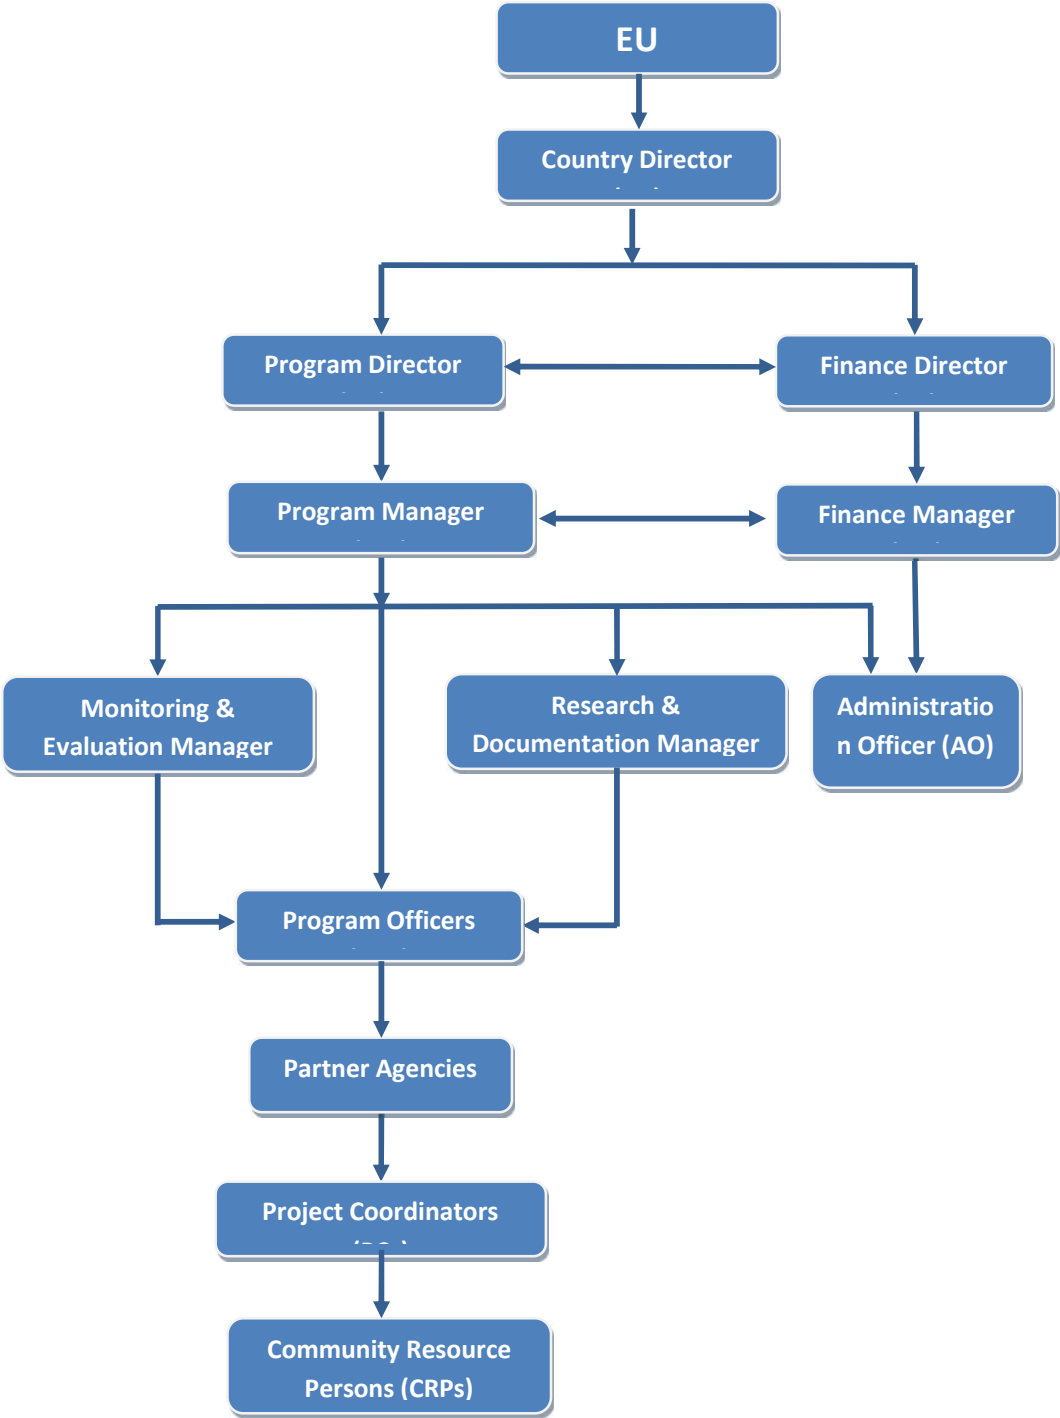 EU
Country Director
Program Director
Finance Director
Program Manager
Finance Manager
Monitoring &
Evaluation Manager
Research &
Documentation Manager
Administratio
n Officer (AO)
Program Officers
Partner Agencies
Project Coordinators
Community Resource
Persons (CRPs)